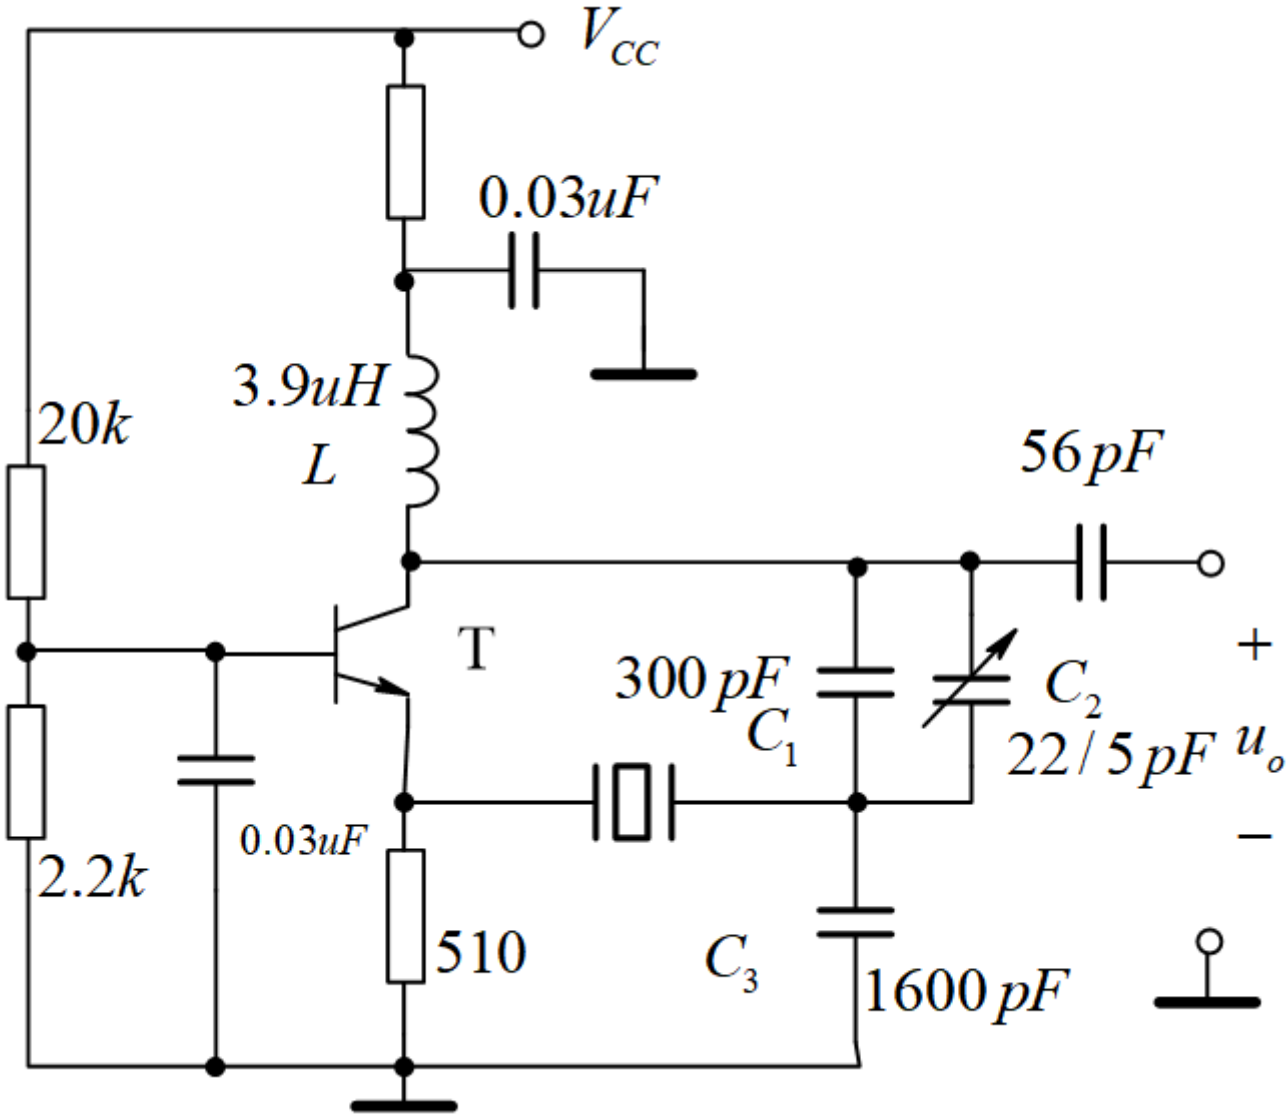 V_CC
0.03uF
3.9uH
L
20k
56pF
T
300pF
C_1
C_2
22/5pF
+
u_o
−
0.03uF
2.2k
510
C_3
1600pF